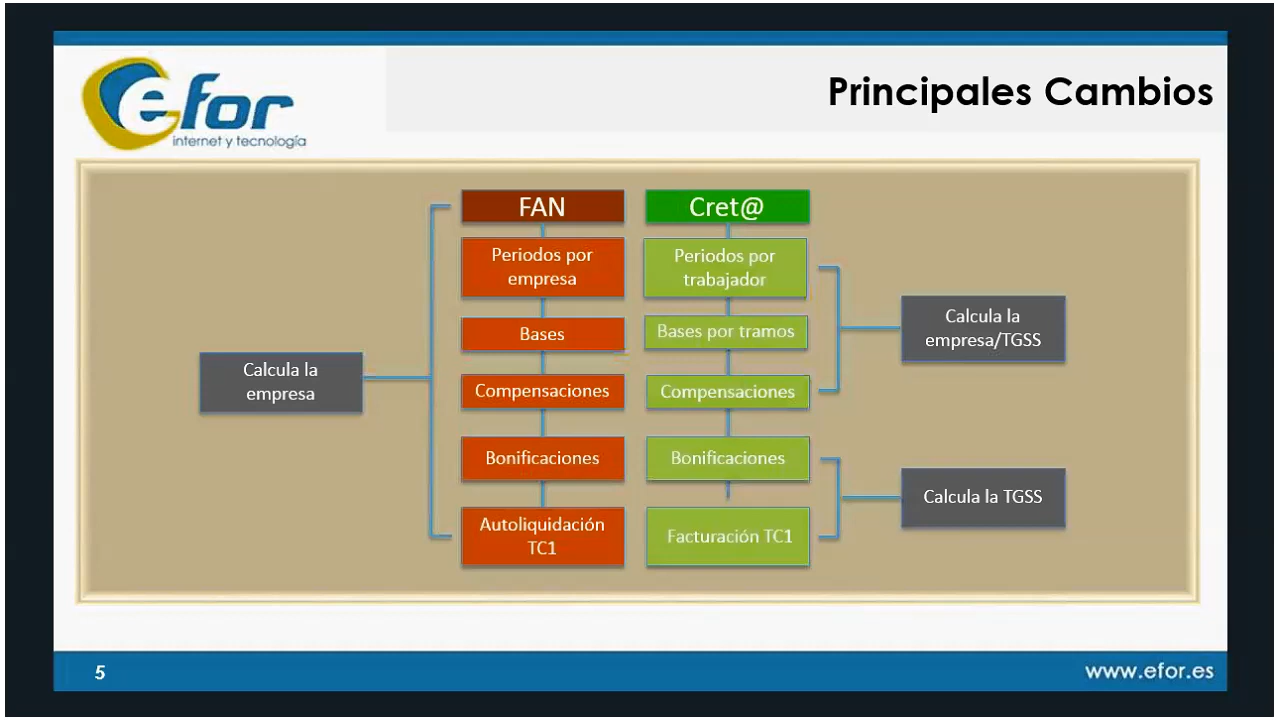 efor
internet y tecnología
Principales Cambios
FAN
Cret@
Periodos por
empresa
Periodos por
trabajador
Bases
Bases por tramos
Calcula la
empresa/TGSS
Calcula la
empresa
Compensaciones
Compensaciones
Bonificaciones
Bonificaciones
Calcula la TGSS
Autoliquidación
TC1
Facturación TC1
5
www.efor.es